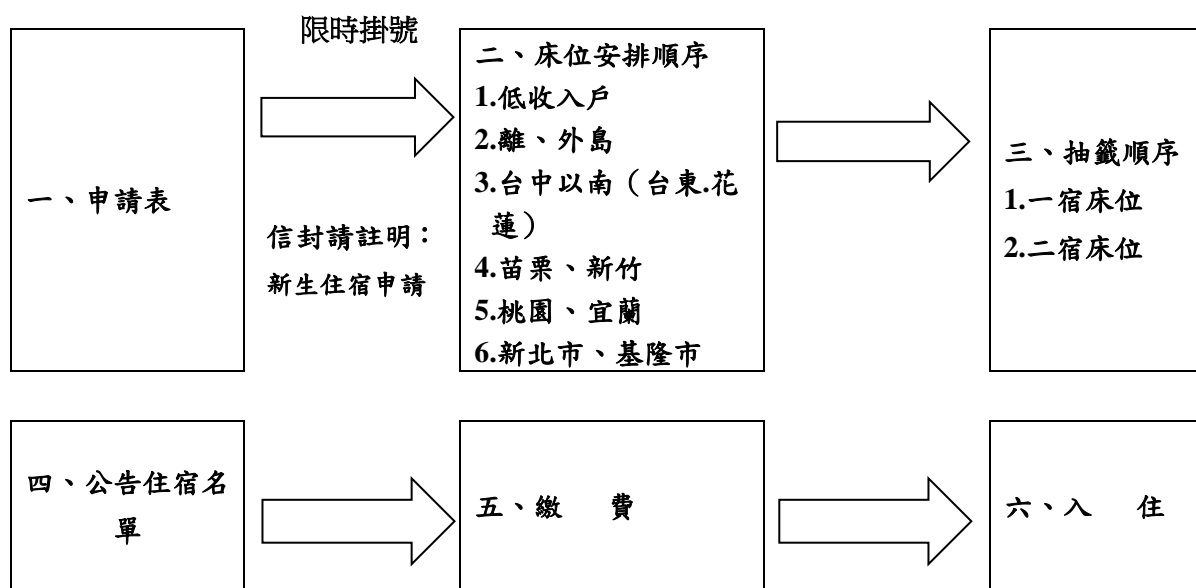 一、申請表
限時掛號
信封請註明：
新生住宿申請
二、床位安排順序
1.低收入戶
2.離、外島
3.台中以南（台東.花
蓮）
4.苗栗、新竹
5.桃園、宜蘭
6.新北市、基隆市
三、抽籤順序
1.一宿床位
2.二宿床位
四、公告住宿名
單
五、繳　費
六、入　住